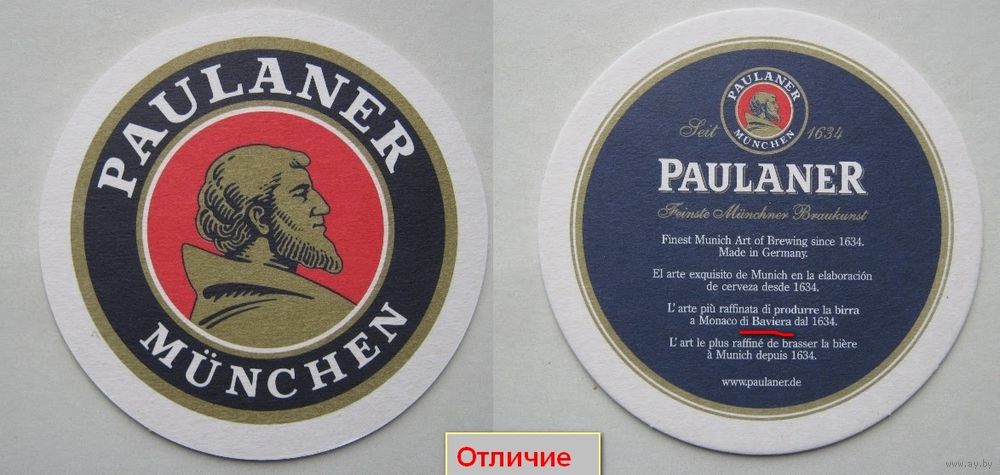 PAULANER
MÜNCHEN
PAULANER
MÜNCHEN
Seit 1634
PAULANER
Feinste Münchner Braukunst
Finest Munich Art of Brewing since 1634.
Made in Germany.
El arte exquisito de Munich en la elaboración
de cerveza desde 1634.
L'arte più raffinata di produrre la birra
a Monaco di Baviera dal 1634.
L'art le plus raffiné de brasser la bière
à Munich depuis 1634.
www.paulaner.de
Отличие
ay.by